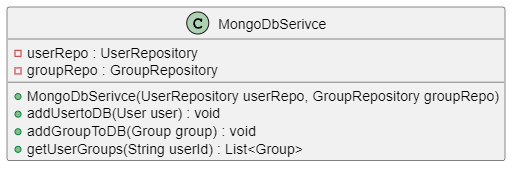 C MongoDbSerivce
userRepo : UserRepository
groupRepo : GroupRepository
MongoDbSerivce(UserRepository userRepo, GroupRepository groupRepo)
addUsertoDB(User user) : void
addGroupToDB(Group group) : void
getUserGroups(String userId) : List<Group>